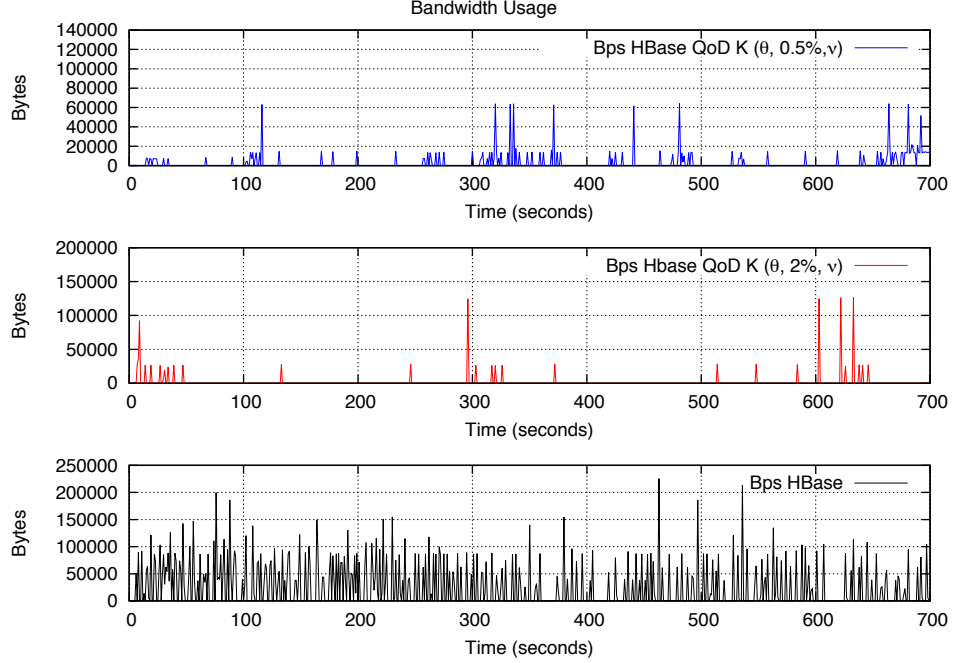 Bandwidth Usage
140000
120000
100000
80000
60000
40000
20000
0
Bytes
Bps HBase QoD K (θ, 0.5%,ν)
0 100 200 300 400 500 600 700
Time (seconds)
200000
150000
100000
50000
0
Bytes
Bps Hbase QoD K (θ, 2%, ν)
0 100 200 300 400 500 600 700
Time (seconds)
250000
200000
150000
100000
50000
0
Bytes
Bps HBase
0 100 200 300 400 500 600 700
Time (seconds)